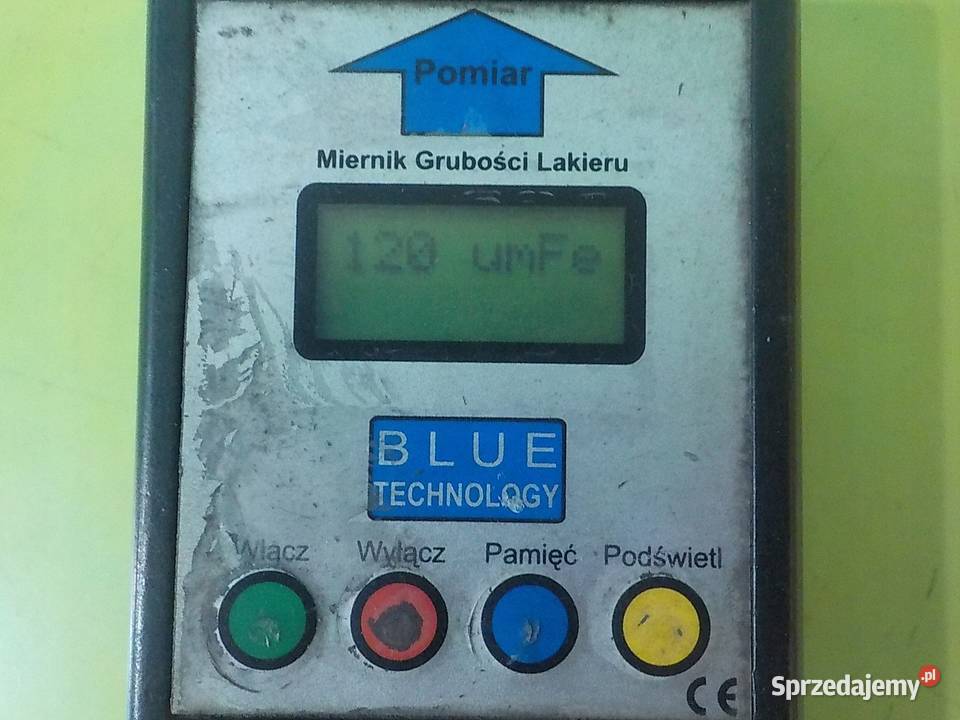 Pomiar
Miernik Grubości Lakieru
120 umFe
BLUE
TECHNOLOGY
Włącz Wyłącz Pamięć Podświetl
CE
Sprzedajemy.pl